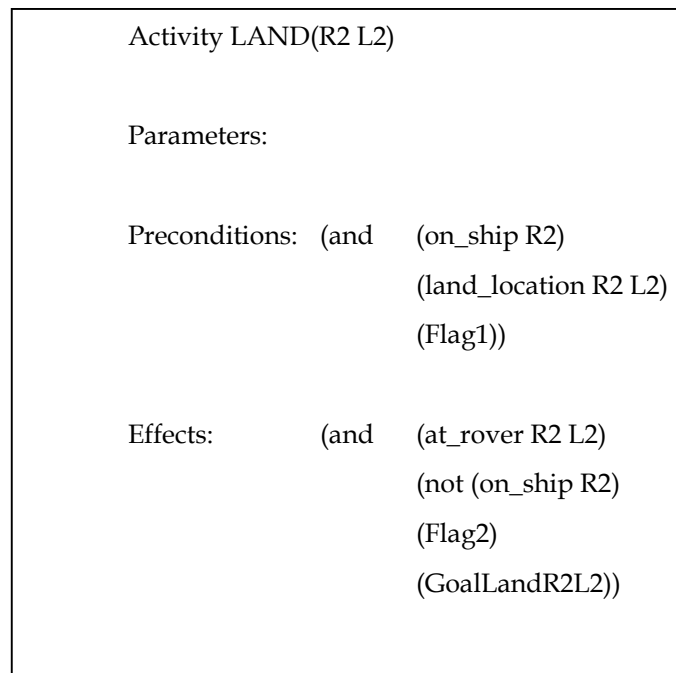 Activity LAND(R2 L2)
Parameters:
Preconditions: (and (on_ship R2)
(land_location R2 L2)
(Flag1))
Effects: (and (at_rover R2 L2)
(not (on_ship R2)
(Flag2)
(GoalLandR2L2))